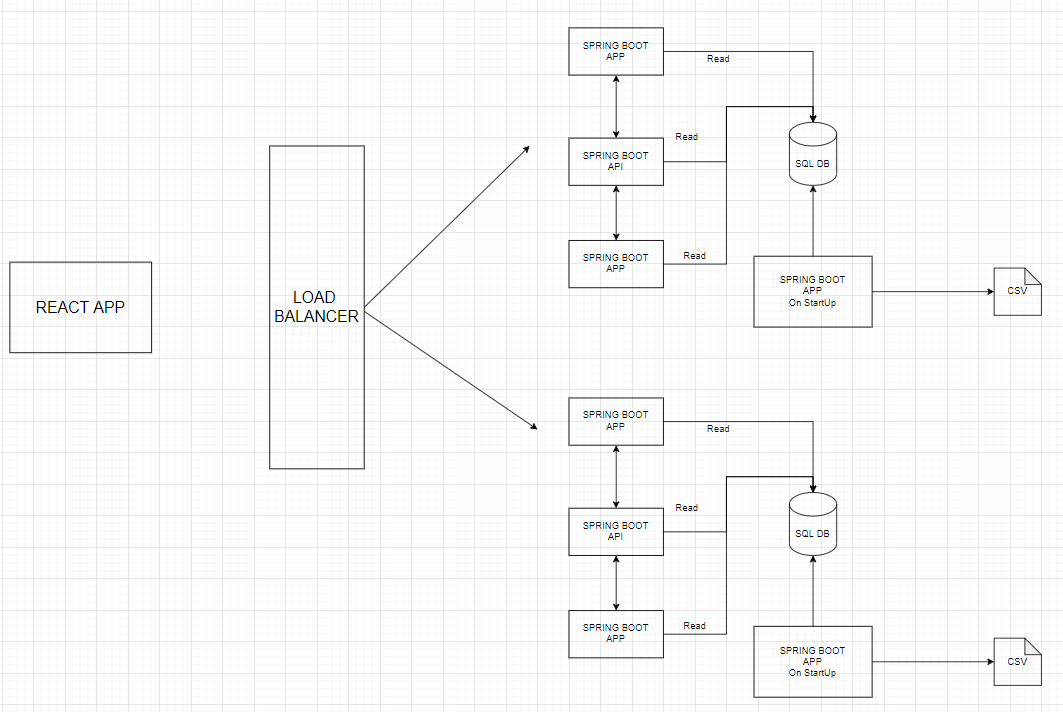 REACT APP
LOAD
BALANCER
SPRING BOOT
APP
Read
SPRING BOOT
API
Read
SPRING BOOT
APP
Read
SQL DB
SPRING BOOT
APP
On StartUp
CSV
SPRING BOOT
APP
Read
SPRING BOOT
API
Read
SPRING BOOT
APP
Read
SQL DB
SPRING BOOT
APP
On StartUp
CSV